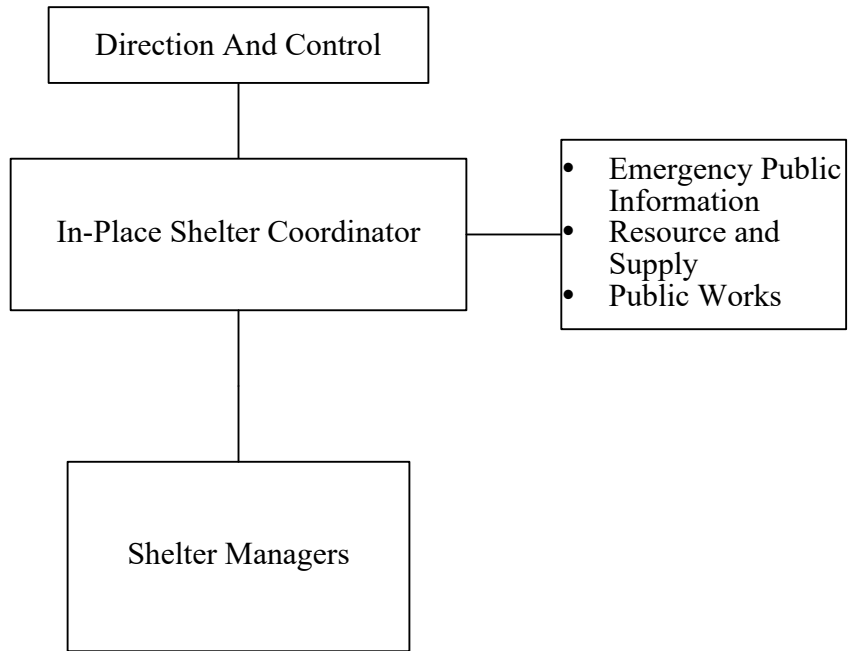 Direction And Control
In-Place Shelter Coordinator
• Emergency Public
Information
• Resource and
Supply
• Public Works
Shelter Managers